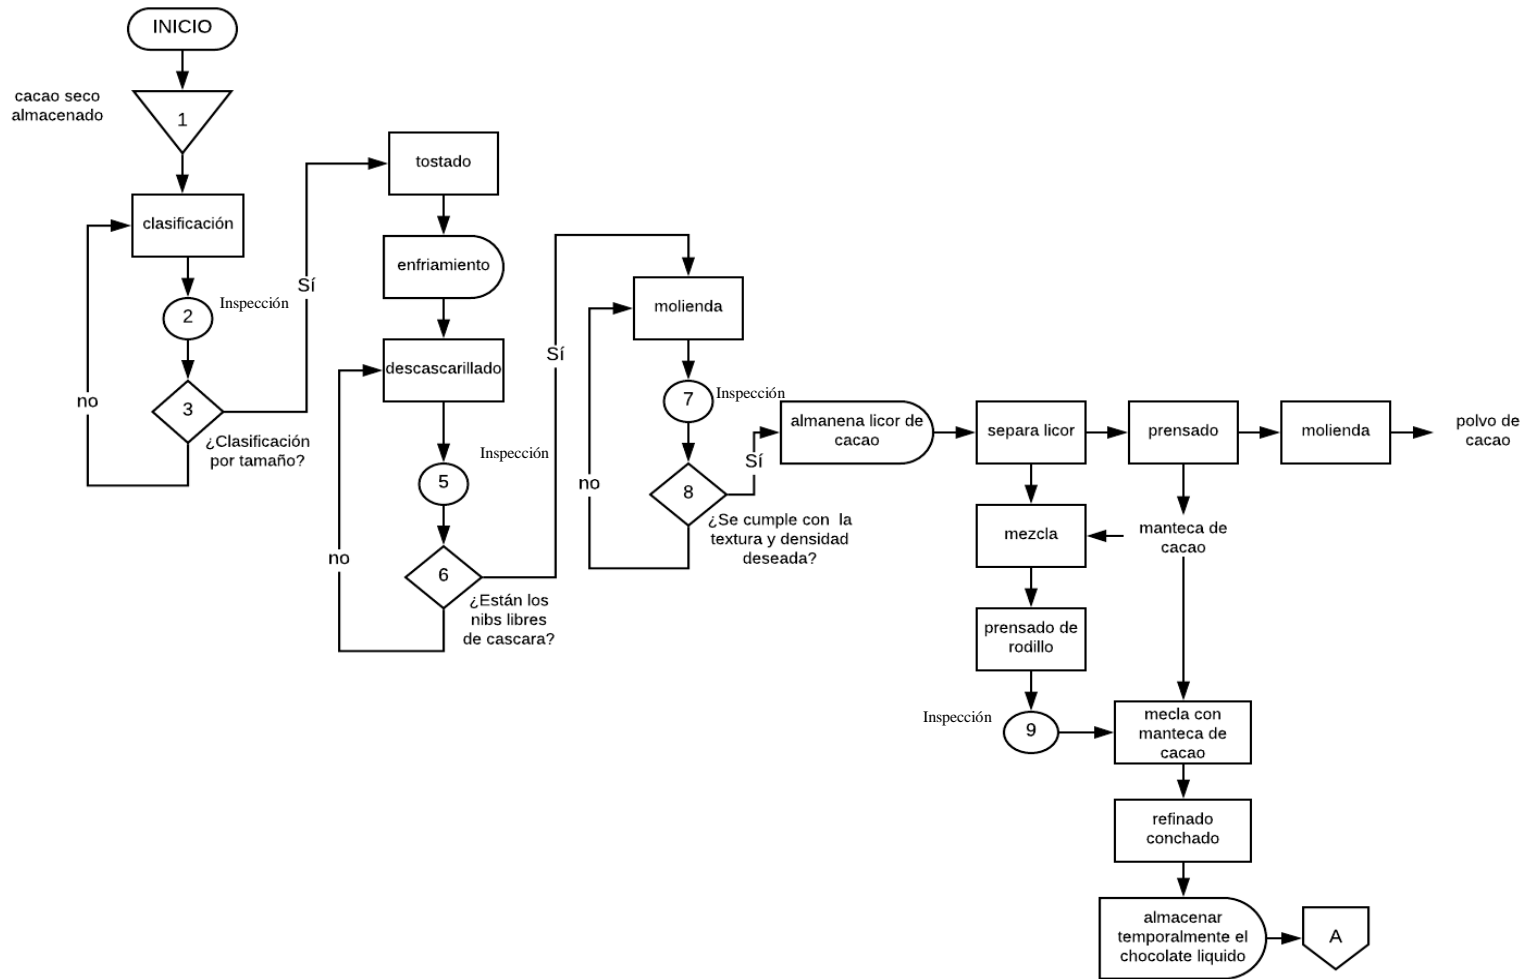 INICIO
cacao seco
almacenado
1
clasificación
2
Inspección
no
3
¿Clasificación
por tamaño?
Sí
tostado
enfriamiento
descascarillado
5
Inspección
no
6
¿Están los
nibs libres
de cascara?
Sí
molienda
7
Inspección
no
8
¿Se cumple con la
textura y densidad
deseada?
Sí
almanena licor de
cacao
separa licor
prensado
molienda
polvo de
cacao
mezcla
manteca de
cacao
prensado de
rodillo
Inspección
9
mecla con
manteca de
cacao
refinado
conchado
almacenar
temporalmente el
chocolate liquido
A